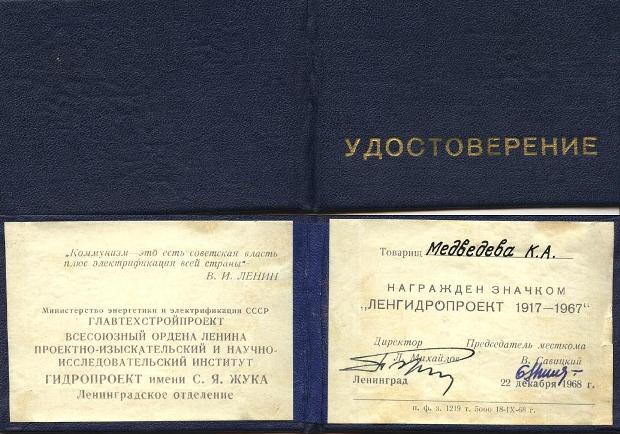 УДОСТОВЕРЕНИЕ
„Коммунизм—это есть советская власть
плюс электрификация всей страны“
В. И. ЛЕНИН
Министерство энергетики и электрификации СССР
ГЛАВТЕХСТРОЙПРОЕКТ
ВСЕСОЮЗНЫЙ ОРДЕНА ЛЕНИНА
ПРОЕКТНО-ИЗЫСКАТЕЛЬСКИЙ И НАУЧНО-
ИССЛЕДОВАТЕЛЬСКИЙ ИНСТИТУТ
ГИДРОПРОЕКТ имени С. Я. ЖУКА
Ленинградское отделение
Товарищ Медведева К.А.
НАГРАЖДЕН ЗНАЧКОМ
„ЛЕНГИДРОПРОЕКТ 1917—1967“
Директор Председатель месткома
Л. Михайлов В. Савицкий
Ленинград 22 декабря 1968 г.
п. ф. з. 1219 т. 5000 18-IX-68 г.